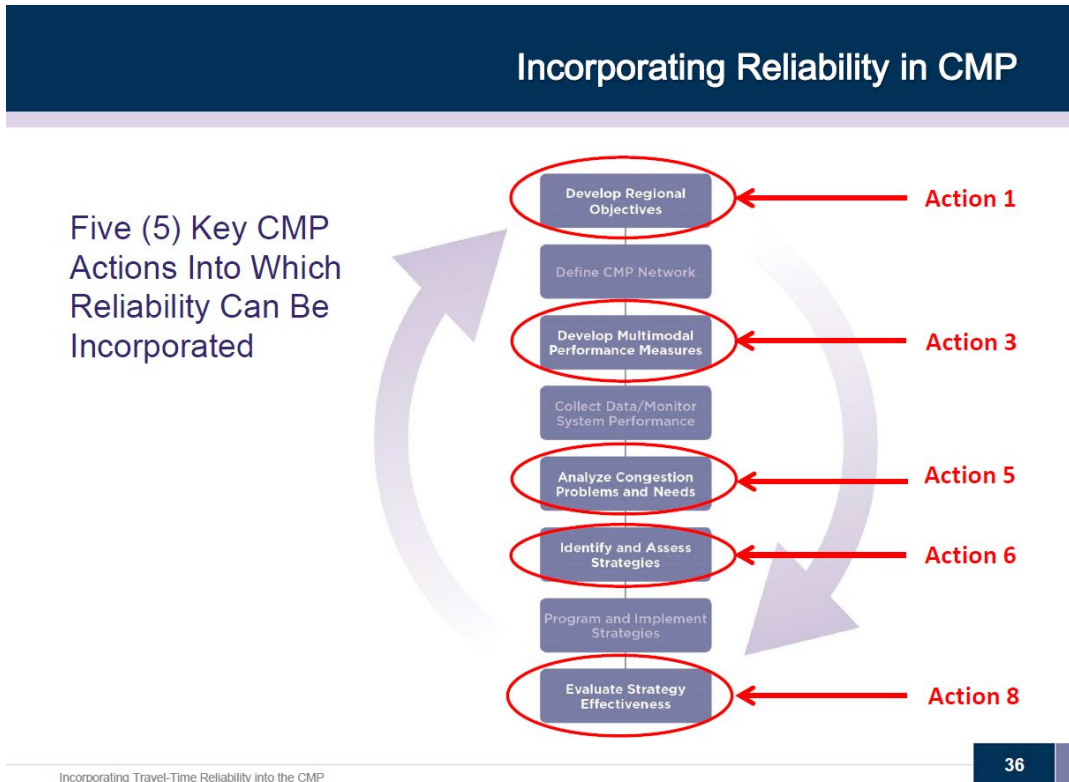 Incorporating Reliability in CMP
Five (5) Key CMP
Actions Into Which
Reliability Can Be
Incorporated
Develop Regional
Objectives
Action 1
Define CMP Network
Develop Multimodal
Performance Measures
Action 3
Collect Data/Monitor
System Performance
Analyze Congestion
Problems and Needs
Action 5
Identify and Assess
Strategies
Action 6
Program and Implement
Strategies
Evaluate Strategy
Effectiveness
Action 8
Incorporating Travel-Time Reliability into the CMP
36